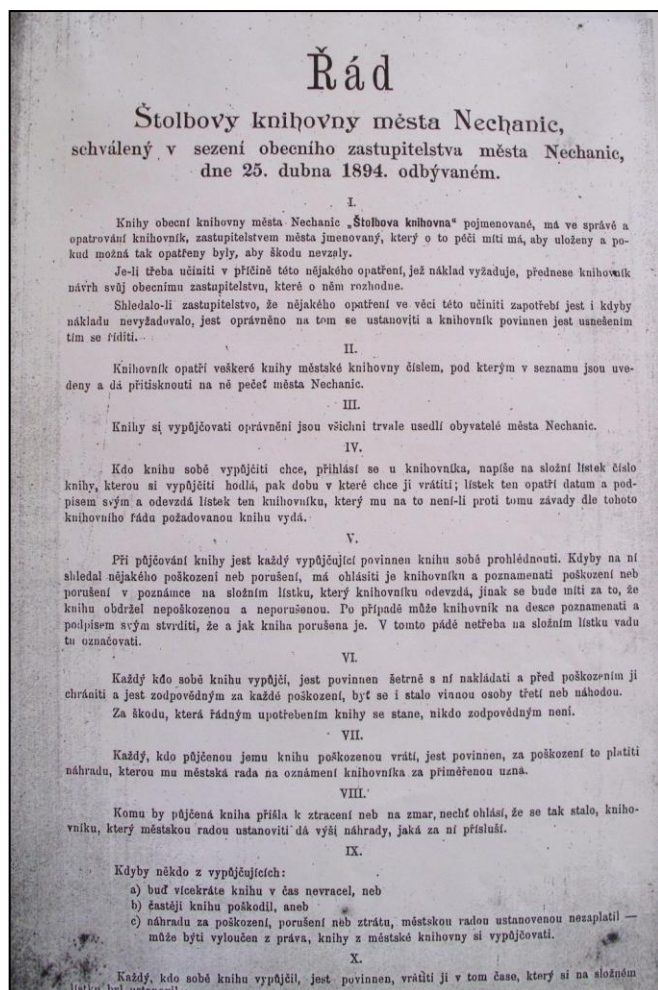 Řád
Štolbovy knihovny města Nechanic,
schválený v sezení obecního zastupitelstva města Nechanic,
dne 25. dubna 1894. odbývaném.
I.
Knihy obecní knihovny města Nechanic „Štolbova knihovna“ pojmenované, má ve správě a
opatrování knihovník, zastupitelstvem města jmenovaný, který o to péči míti má, aby uloženy a po-
kud možná tak opatřeny byly, aby škodu nevzaly.
Je-li třeba učiniti v příčině této nějakého opatření, jež náklad vyžaduje, přednese knihovník
návrh svůj obecnímu zastupitelstvu, které o něm rozhodne.
Shledalo-li zastupitelstvo, že nějakého opatření ve věci této učiniti zapotřebí jest i kdyby
nákladu nevyžadovalo, jest oprávněno na tom se ustanoviti a knihovník povinnen jest usnešením
tím se říditi.
II.
Knihovník opatří veškeré knihy městské knihovny číslem, pod kterým v seznamu jsou uve-
deny a dá přitisknouti na ně pečeť města Nechanic.
III.
Knihy si vypůjčovati oprávněni jsou všichni trvale usedlí obyvatelé města Nechanic.
IV.
Kdo knihu sobě vypůjčiti chce, přihlásí se u knihovníka, napíše na složní lístek číslo
knihy, kterou si vypůjčiti hodlá, pak dobu v které chce ji vrátiti; lístek ten opatří datum a pod-
pisem svým a odevzdá lístek ten knihovníku, který mu na to není-li proti tomu závady dle tohoto
knihovního řádu požadovanou knihu vydá.
V.
Při půjčování knihy jest každý vypůjčující povinnen knihu sobě prohlédnouti. Kdyby na ní
shledal nějakého poškození neb porušení, má ohlásiti je knihovníku a poznamenati poškození neb
porušení v poznámce na složním lístku, který knihovníku odevzdá, jinak se bude míti za to, že
knihu obdržel nepoškozenou a neporušenou. Po případě může knihovník na desce poznamenati a
podpisem svým stvrditi, že a jak kniha porušena je. V tomto pádě netřeba na složním lístku vadu
tu označovati.
VI.
Každý kdo sobě knihu vypůjčí, jest povinnen šetrně s ní nakládati a před poškozením ji
chrániti a jest zodpovědným za každé poškození, byť se i stalo vinnou osoby třetí neb náhodou.
Za škodu, která řádným upotřebením knihy se stane, nikdo zodpovědným není.
VII.
Každý, kdo půjčenou jemu knihu poškozenou vrátí, jest povinnen, za poškození to platiti
náhradu, kterou mu městská rada na oznámení knihovníka za přiměřenou uzná.
VIII.
Komu by půjčená kniha přišla k ztracení neb na zmar, nechť ohlásí, že se tak stalo, kniho-
vníku, který městskou radou ustanoviti dá výši náhrady, jaká za ní přísluší.
IX.
Kdyby někdo z vypůjčujících:
a) buď vícekráte knihu v čas nevracel, neb
b) častěji knihu poškodil, aneb
c) náhradu za poškození, porušení neb ztrátu, městskou radou ustanovenou nezaplatil —
může býti vyloučen z práva, knihy z městské knihovny si vypůjčovati.
X.
Každý, kdo sobě knihu vypůjčil, jest povinnen, vrátiti ji v tom čase, který si na složném